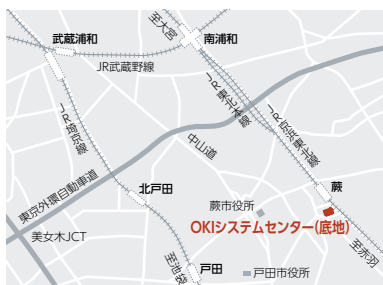 至大宮
武蔵浦和
南浦和
JR武蔵野線
JR東北本線
JR京浜東北線
JR埼京線
中山道
東京外環自動車道
北戸田
蕨
蕨市役所
OKIシステムセンター(底地)
美女木JCT
至赤羽
至池袋
戸田
戸田市役所